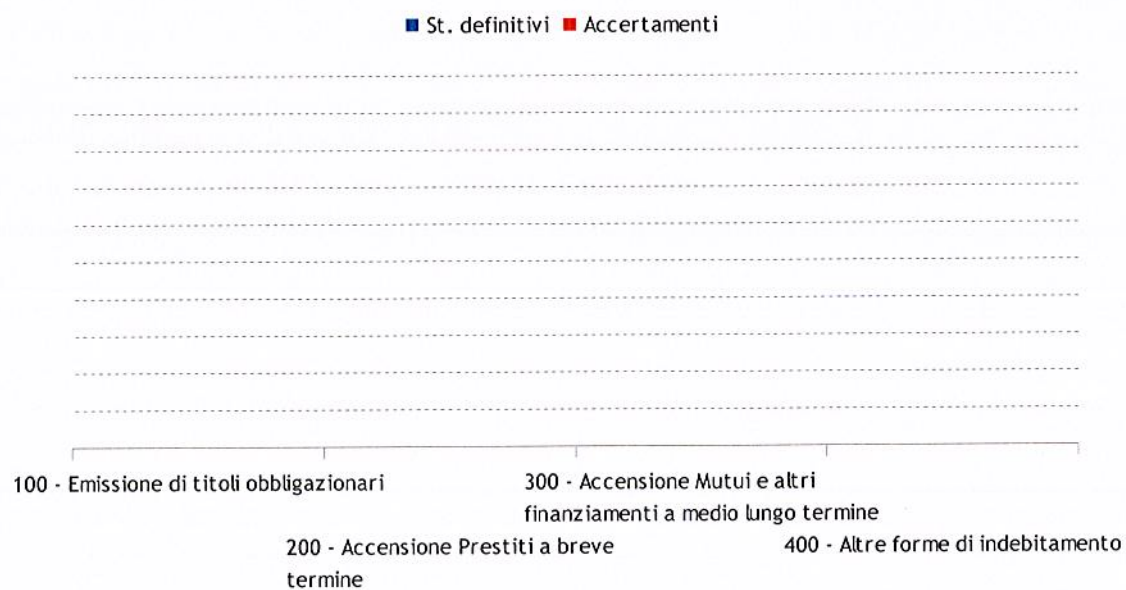 St. definitivi Accertamenti
100 - Emissione di titoli obbligazionari
200 - Accensione Prestiti a breve
termine
300 - Accensione Mutui e altri
finanziamenti a medio lungo termine
400 - Altre forme di indebitamento